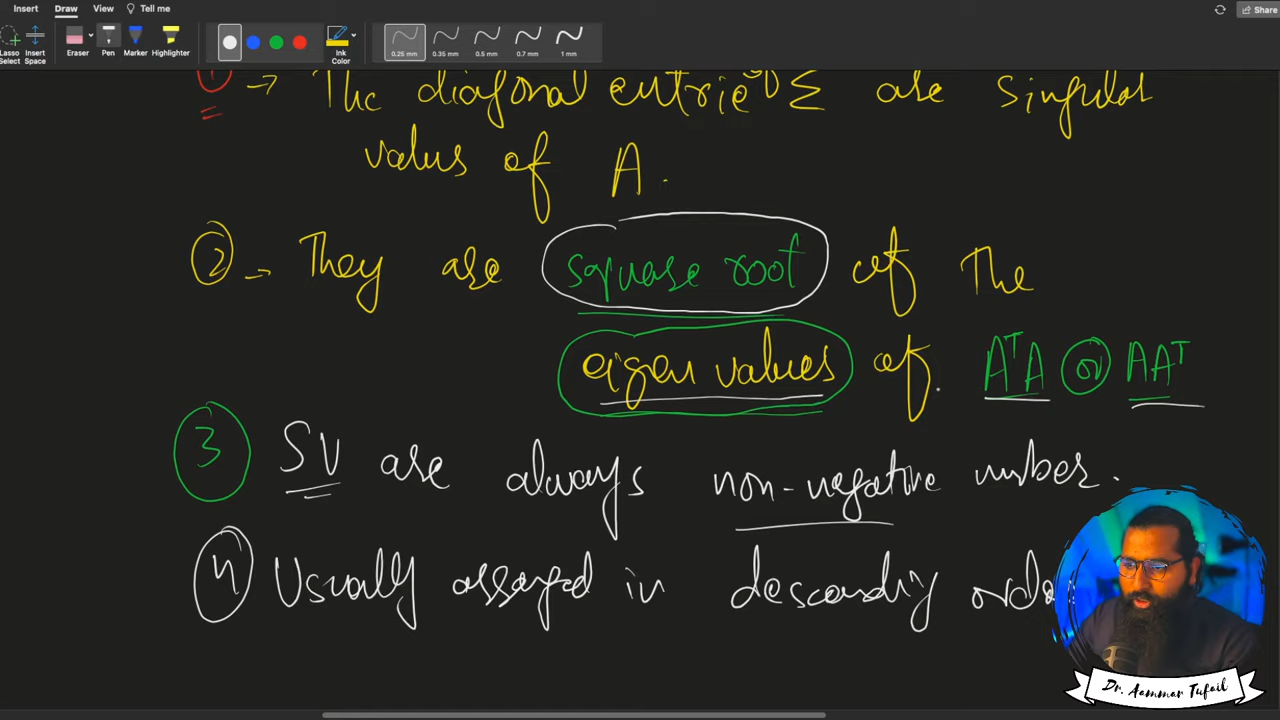 Insert Draw View Tell me
Share
Lasso Select Insert Space Eraser Pen Marker Highlighter Ink Color 0.25 mm 0.35 mm 0.5 mm 0.7 mm 1 mm
① → The diagonal entries of Σ are singular
values of A.
② - They are square root of the
eigen values of. AᵀA or AAᵀ
③ SV are always non-negative number.
④ Usually arranged in descending order
Dr. Aammar Tufail